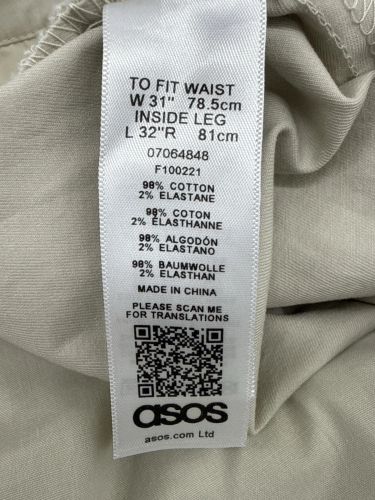 TO FIT WAIST
W 31" 78.5cm
INSIDE LEG
L 32"R 81cm
07064848
F100221
98% COTTON
2% ELASTANE
98% COTON
2% ELASTHANNE
98% ALGODÓN
2% ELASTANO
98% BAUMWOLLE
2% ELASTHAN
MADE IN CHINA
PLEASE SCAN ME
FOR TRANSLATIONS
asos
asos.com Ltd